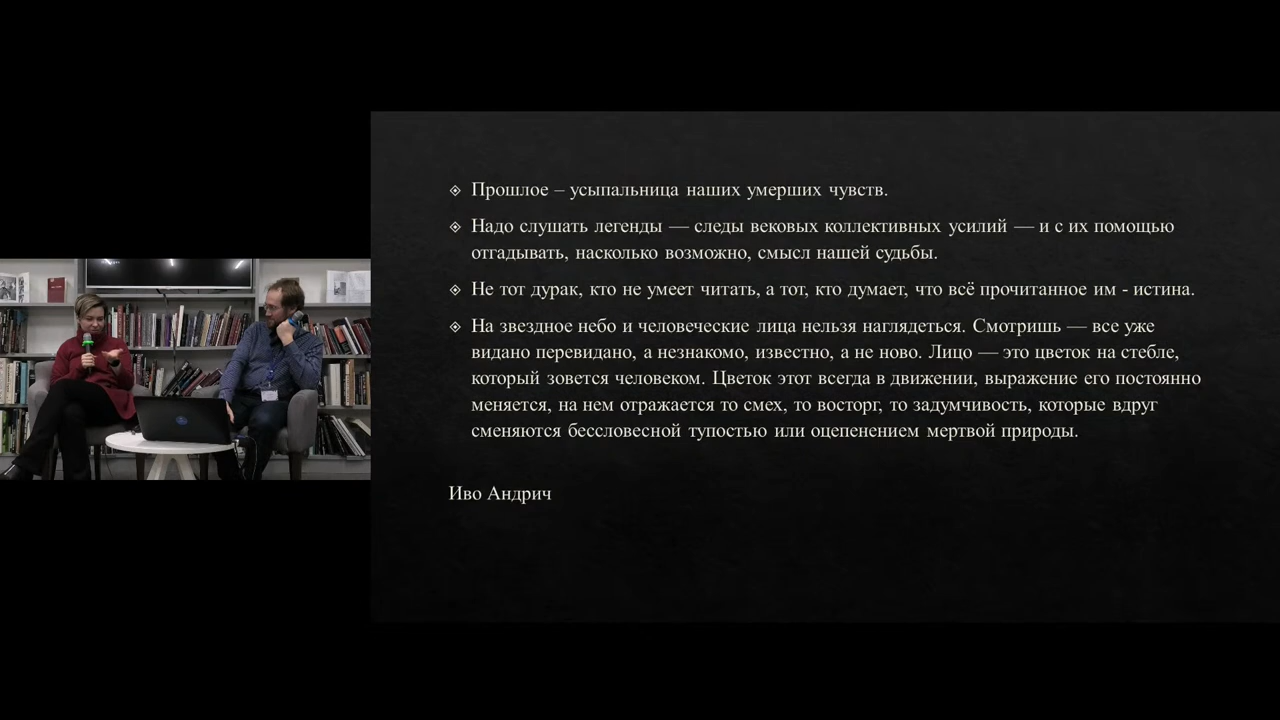 Прошлое – усыпальница наших умерших чувств.
Надо слушать легенды — следы вековых коллективных усилий — и с их помощью
отгадывать, насколько возможно, смысл нашей судьбы.
Не тот дурак, кто не умеет читать, а тот, кто думает, что всё прочитанное им - истина.
На звездное небо и человеческие лица нельзя наглядеться. Смотришь — все уже
видано перевидано, а незнакомо, известно, а не ново. Лицо — это цветок на стебле,
который зовется человеком. Цветок этот всегда в движении, выражение его постоянно
меняется, на нем отражается то смех, то восторг, то задумчивость, которые вдруг
сменяются бессловесной тупостью или оцепенением мертвой природы.
Иво Андрич